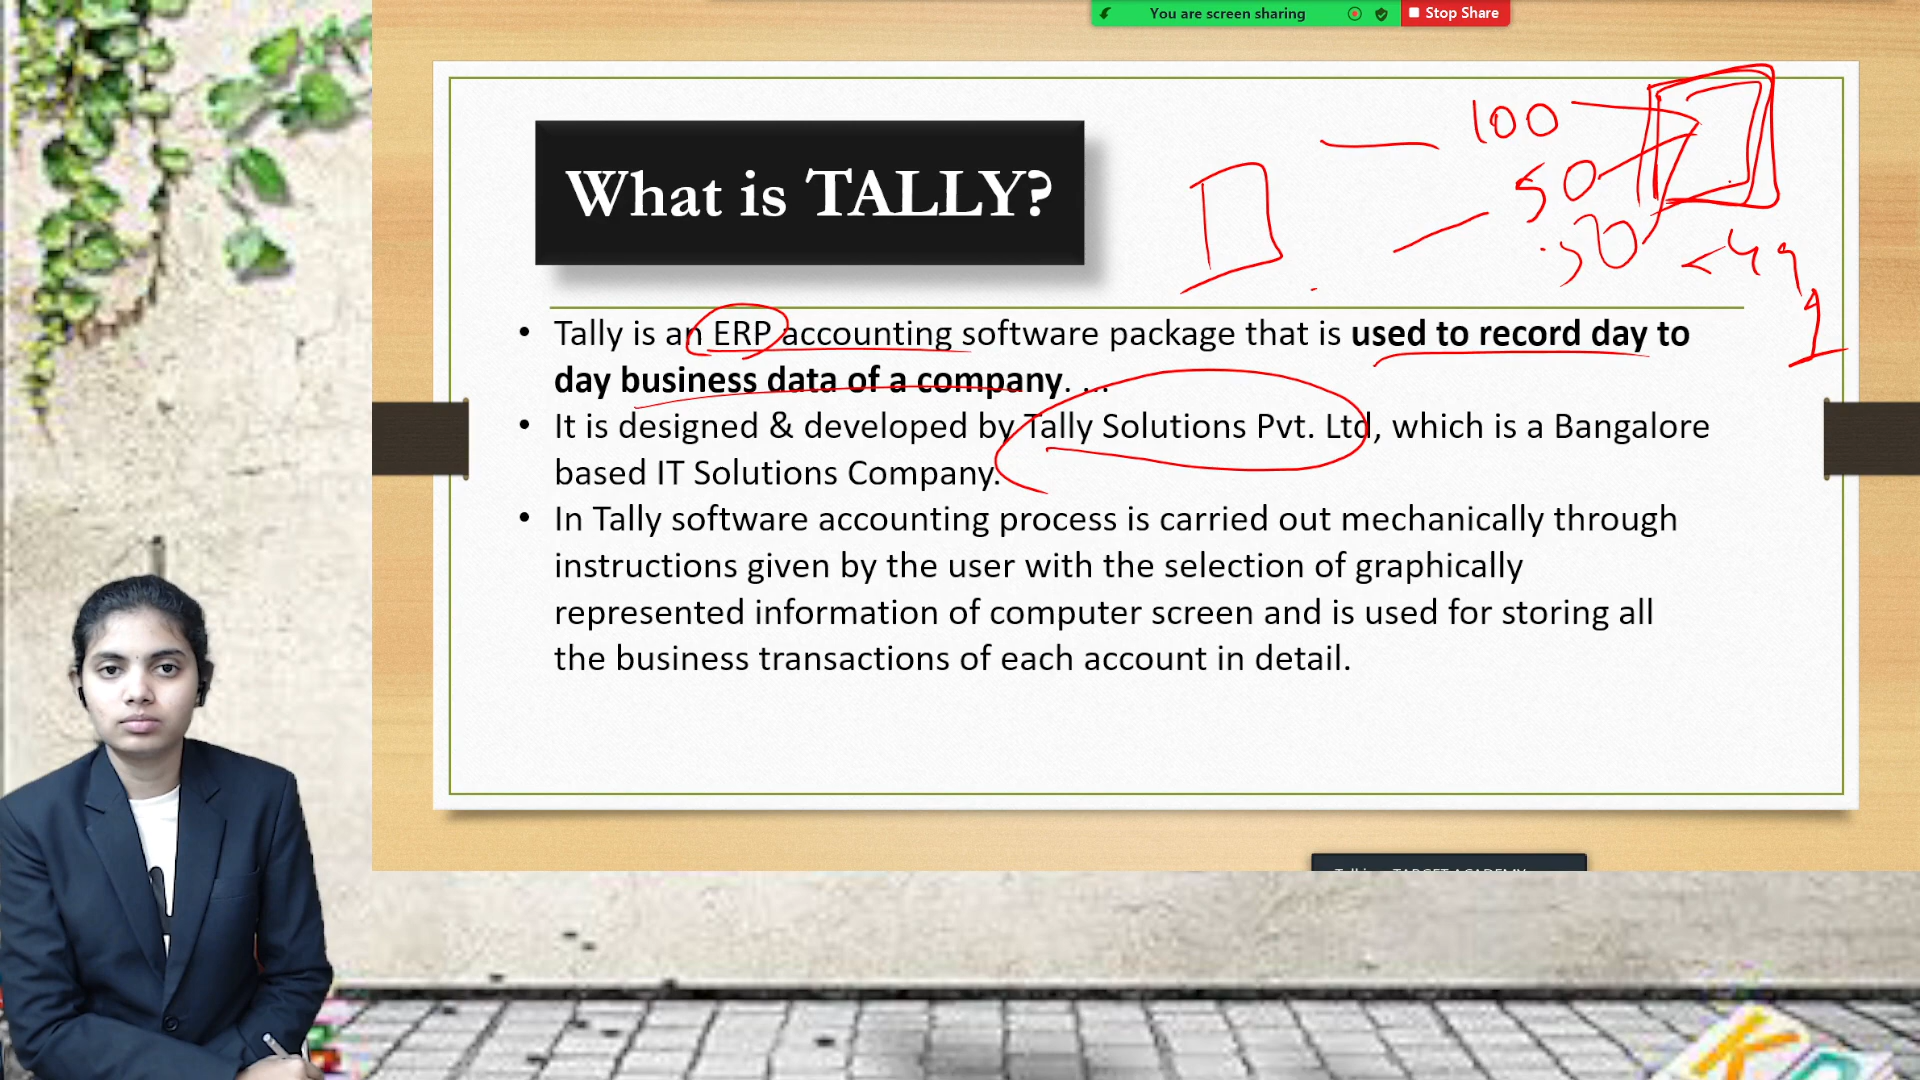 You are screen sharing
Stop Share
What is TALLY?
100
50
50
• Tally is an ERP accounting software package that is used to record day to
day business data of a company. ...
• It is designed & developed by Tally Solutions Pvt. Ltd, which is a Bangalore
based IT Solutions Company.
• In Tally software accounting process is carried out mechanically through
instructions given by the user with the selection of graphically
represented information of computer screen and is used for storing all
the business transactions of each account in detail.